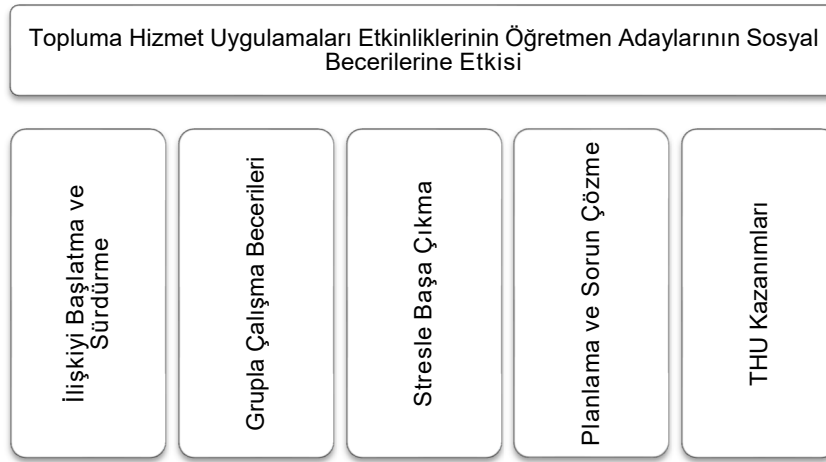 Topluma Hizmet Uygulamaları Etkinliklerinin Öğretmen Adaylarının Sosyal
Becerilerine Etkisi
İlişkiyi Başlatma ve
Sürdürme
Grupla Çalışma Becerileri
Stresle Başa Çıkma
Planlama ve Sorun Çözme
THU Kazanımları